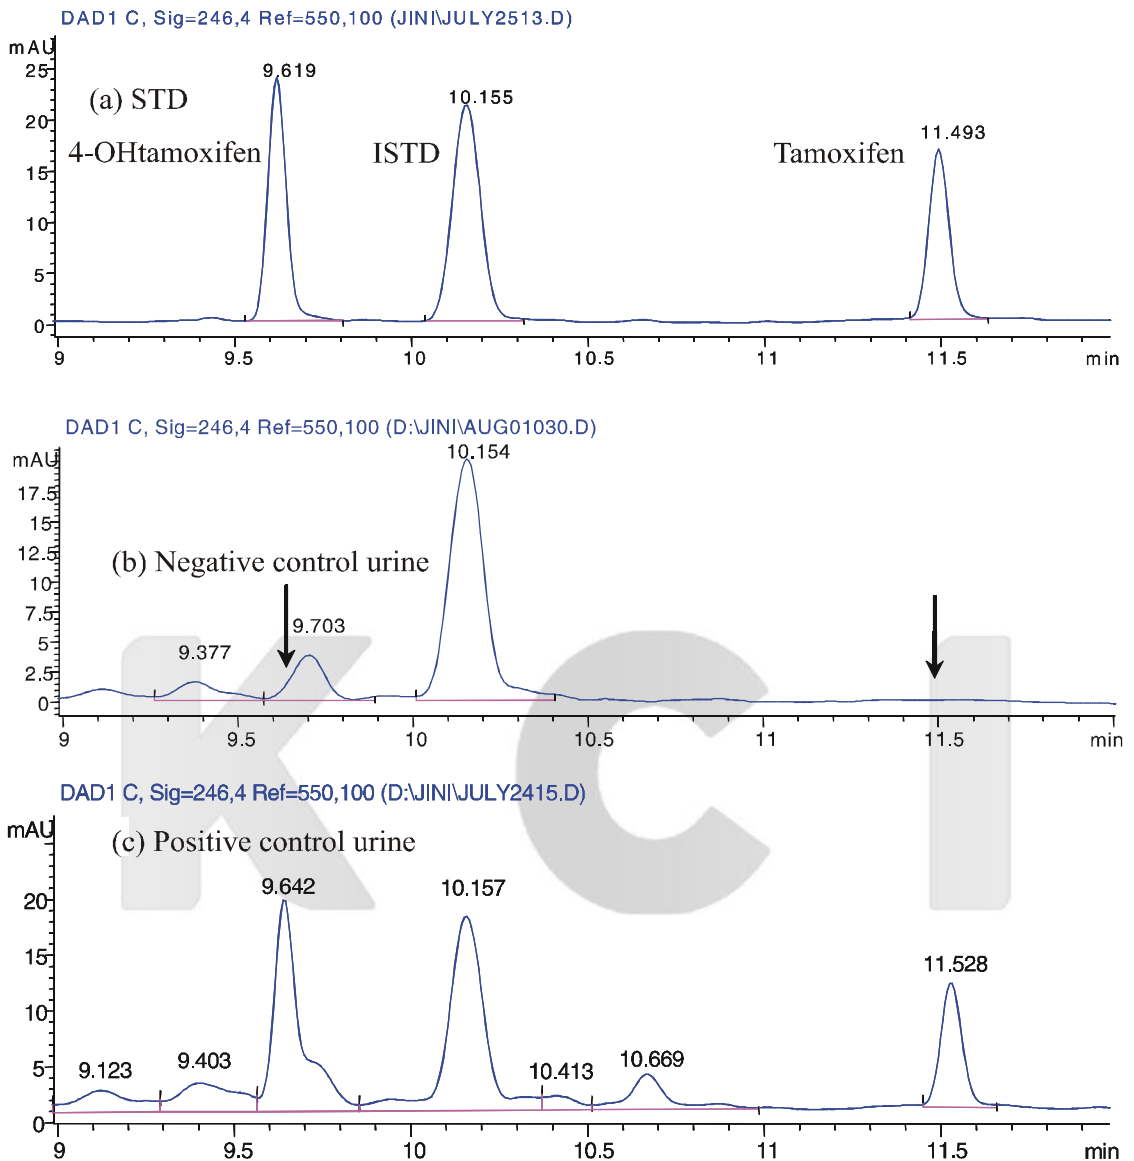 DAD1 C, Sig=246,4 Ref=550,100 (JINI\JULY2513.D)
mAU
9.619
10.155
11.493
(a) STD
4-OHtamoxifen
ISTD
Tamoxifen
25
20
15
10
5
0
9 9.5 10 10.5 11 11.5 min
DAD1 C, Sig=246,4 Ref=550,100 (D:\JINI\AUG01030.D)
mAU
10.154
(b) Negative control urine
9.703
9.377
17.5
15
12.5
10
7.5
5
2.5
0
9 9.5 10 10.5 11 11.5 min
KCI
DAD1 C, Sig=246,4 Ref=550,100 (D:\JINI\JULY2415.D)
mAU
(c) Positive control urine
9.642
10.157
11.528
9.123
9.403
10.413
10.669
20
15
10
5
0
9 9.5 10 10.5 11 11.5 min